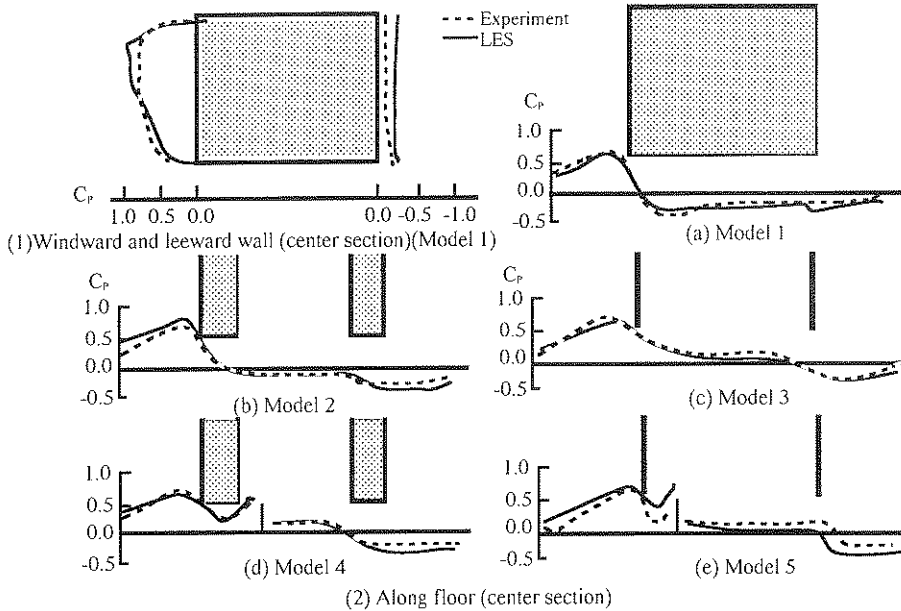 --- Experiment
— LES
C_P
1.0 0.5 0.0 0.0 -0.5 -1.0
(1)Windward and leeward wall (center section)(Model 1)
C_P
1.0
0.5
0.0
-0.5
(a) Model 1
C_P
1.0
0.5
0.0
-0.5
(b) Model 2
C_P
1.0
0.5
0.0
-0.5
(c) Model 3
1.0
0.5
0.0
-0.5
(d) Model 4
1.0
0.5
0.0
-0.5
(e) Model 5
(2) Along floor (center section)